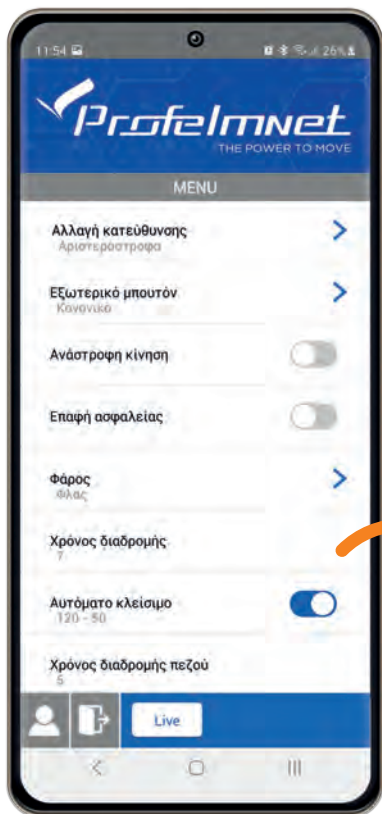 11:54
26%
Profelmnet
THE POWER TO MOVE
MENU
Αλλαγή κατεύθυνσης
Αριστερόστροφα
Εξωτερικό μπουτόν
Κανονικό
Ανάστροφη κίνηση
Επαφή ασφαλείας
Φάρος
Φλας
Χρόνος διαδρομής
7
Αυτόματο κλείσιμο
120 - 50
Χρόνος διαδρομής πεζού
5
Live